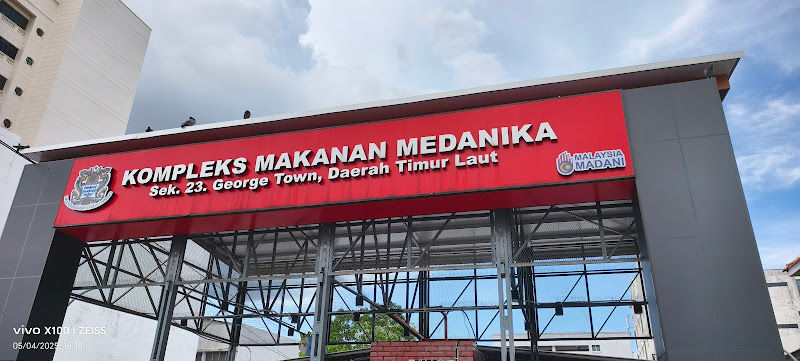 KOMPLEKS MAKANAN MEDANIKA
Sek. 23. George Town, Daerah Timur Laut
MALAYSIA
MADANI
vivo X100 | ZEISS
05/04/2025, 16:18